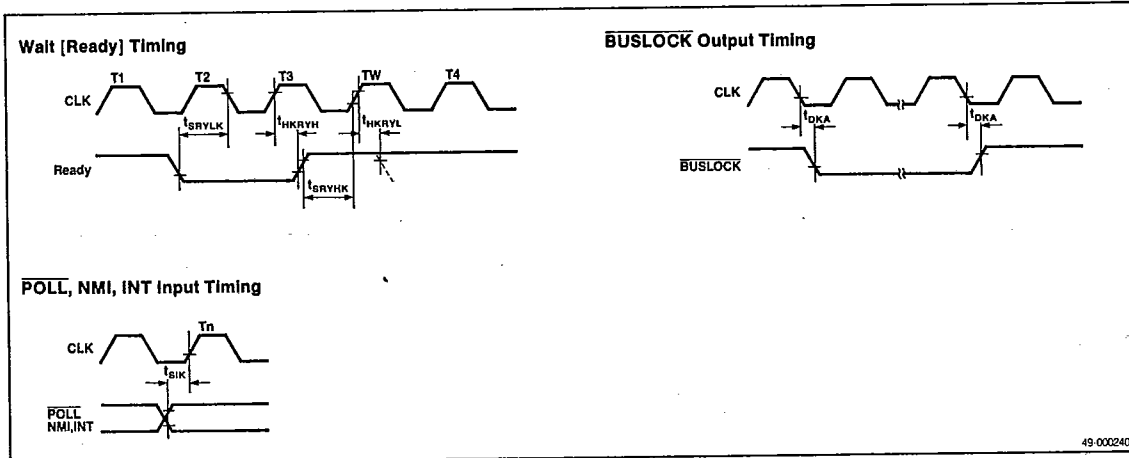 Wait [Ready] Timing
T1 T2 T3 TW T4
CLK
tSRYLK tHKRYH tHKRYL
Ready
tSRYHK
BUSLOCK Output Timing
CLK
tDKA tDKA
BUSLOCK
POLL, NMI, INT Input Timing
Tn
CLK
tSIK
POLL
NMI,INT
49-000240